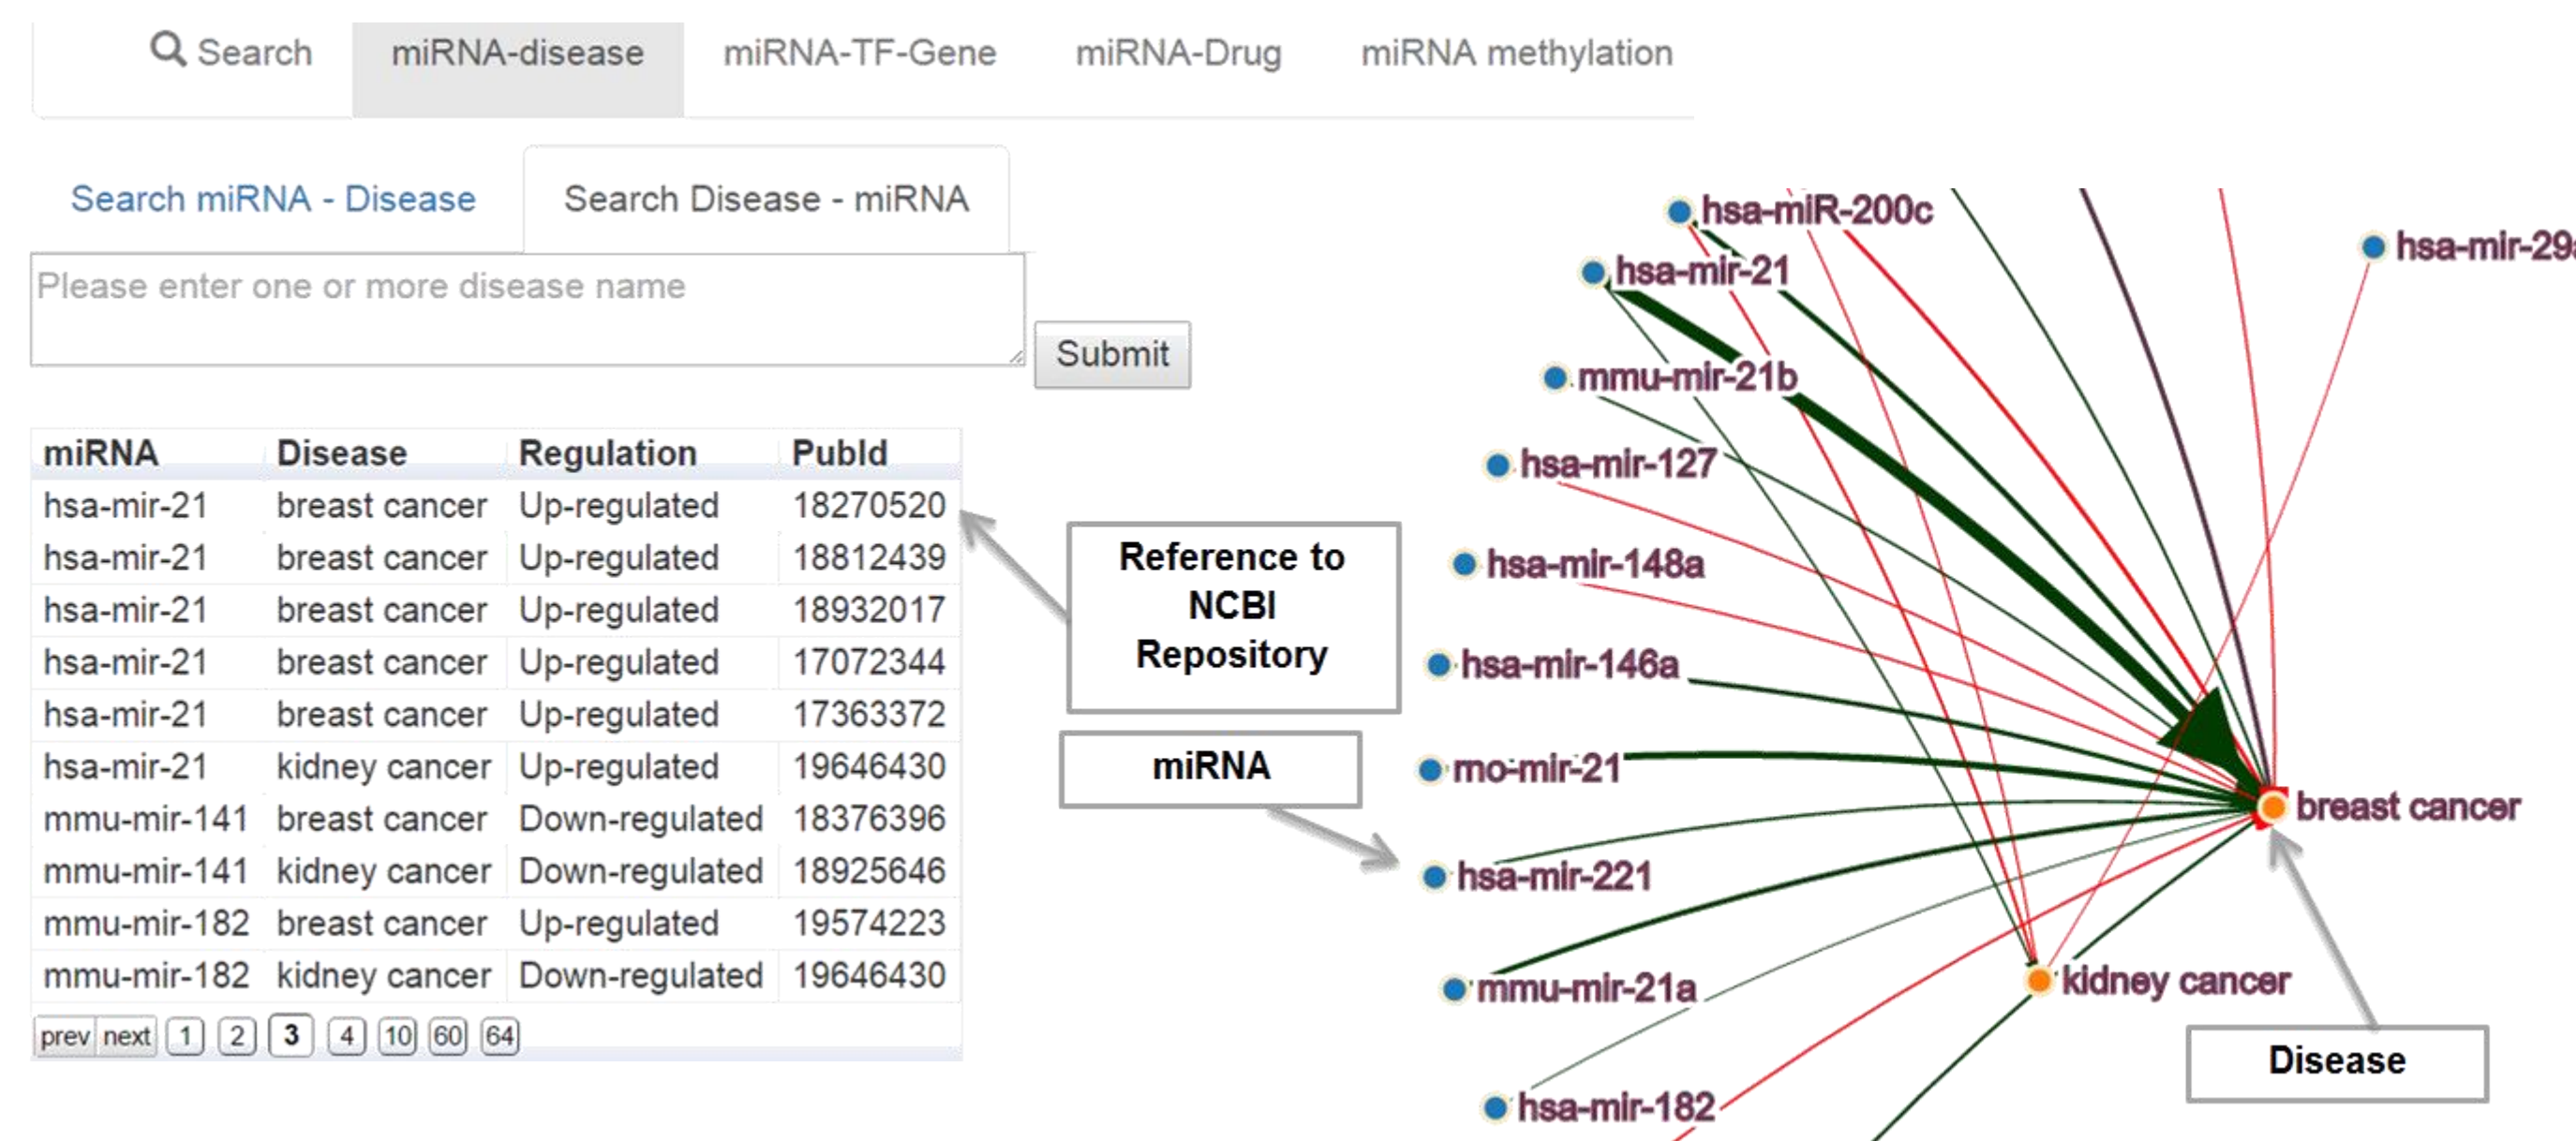 Search miRNA-disease miRNA-TF-Gene miRNA-Drug miRNA methylation
Search miRNA - Disease Search Disease - miRNA
Please enter one or more disease name
Submit
miRNA Disease Regulation PubId
hsa-mir-21 breast cancer Up-regulated 18270520
hsa-mir-21 breast cancer Up-regulated 18812439
hsa-mir-21 breast cancer Up-regulated 18932017
hsa-mir-21 breast cancer Up-regulated 17072344
hsa-mir-21 breast cancer Up-regulated 17363372
hsa-mir-21 kidney cancer Up-regulated 19646430
mmu-mir-141 breast cancer Down-regulated 18376396
mmu-mir-141 kidney cancer Down-regulated 18925646
mmu-mir-182 breast cancer Up-regulated 19574223
mmu-mir-182 kidney cancer Down-regulated 19646430
prev next 1 2 3 4 10 60 64
Reference to
NCBI
Repository
miRNA
hsa-miR-200c
hsa-mir-29
hsa-mir-21
mmu-mir-21b
hsa-mir-127
hsa-mir-148a
hsa-mir-146a
rno-mir-21
breast cancer
hsa-mir-221
mmu-mir-21a
kidney cancer
hsa-mir-182
Disease